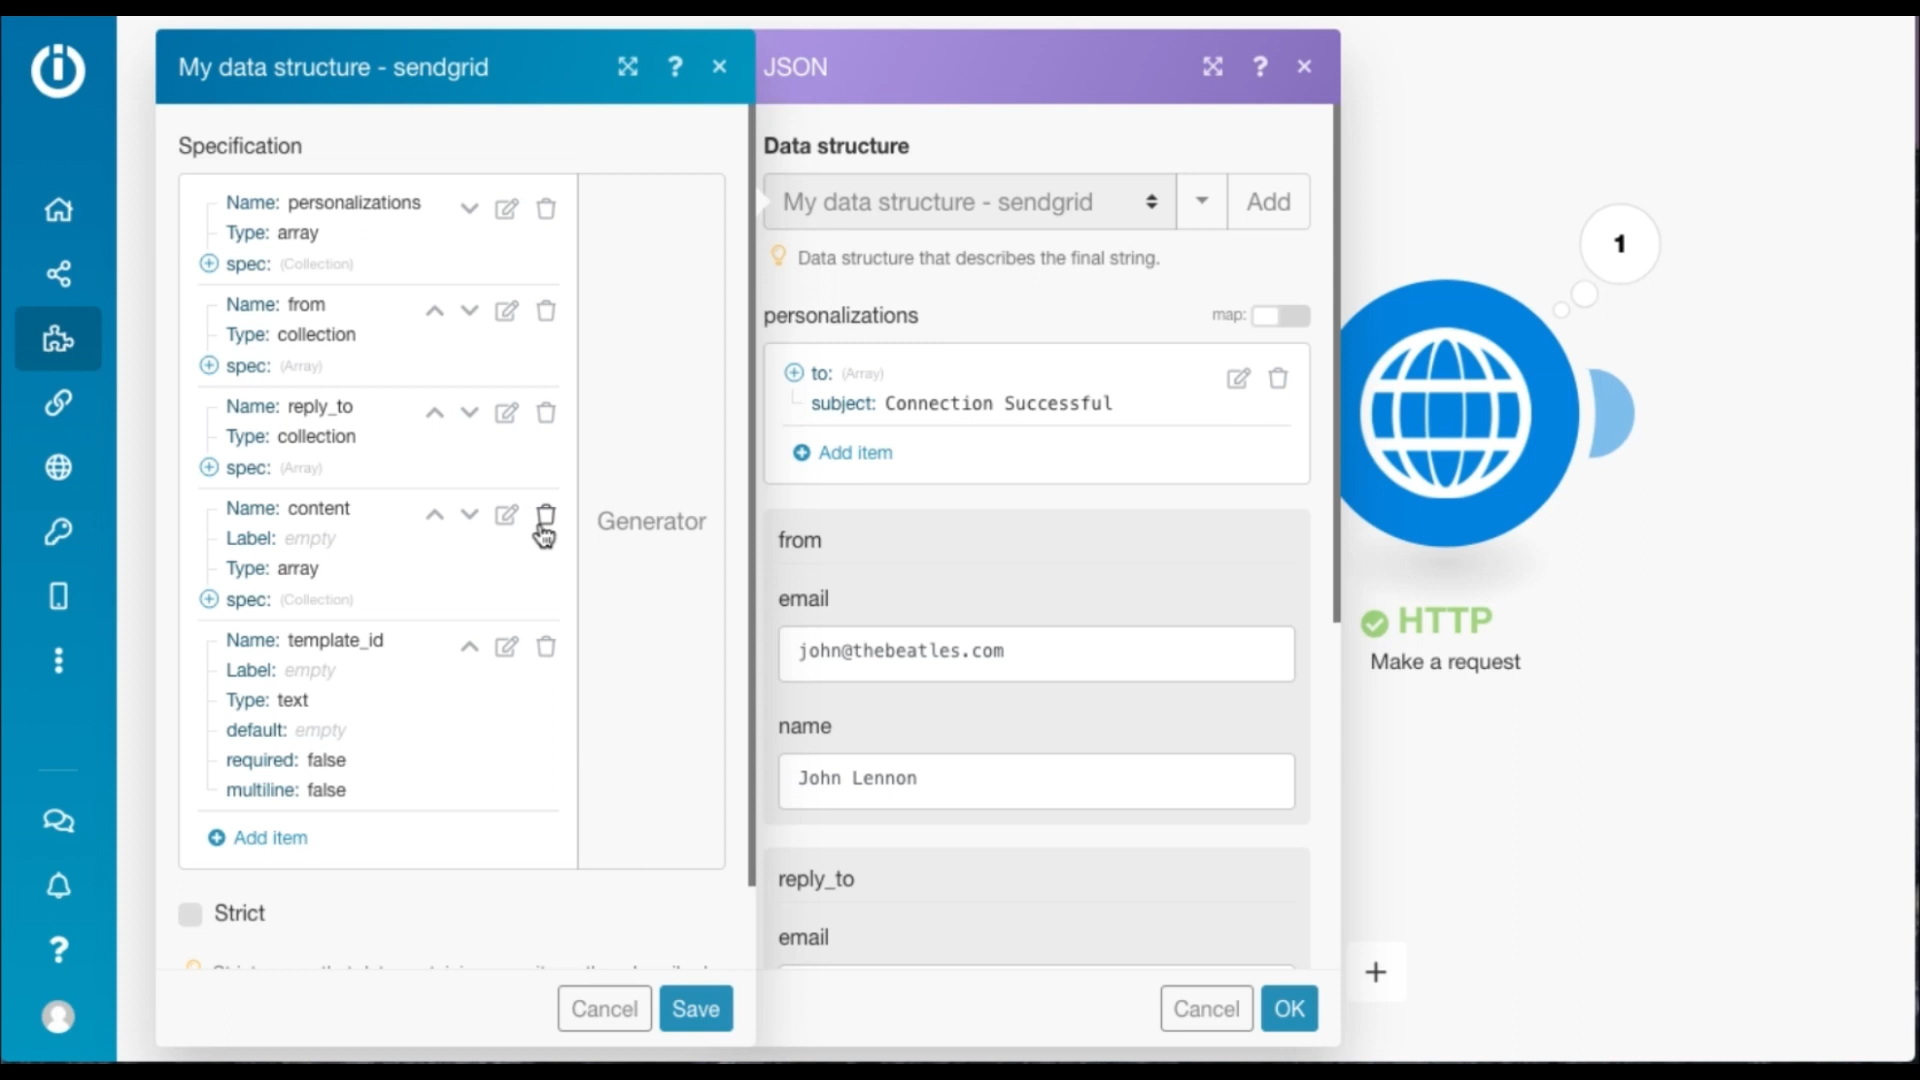 My data structure - sendgrid
Specification
Name: personalizations
Type: array
spec: (Collection)
Name: from
Type: collection
spec: (Array)
Name: reply_to
Type: collection
spec: (Array)
Name: content
Label: empty
Type: array
spec: (Collection)
Name: template_id
Label: empty
Type: text
default: empty
required: false
multiline: false
Add item
Generator
Strict
Cancel
Save
JSON
Data structure
My data structure - sendgrid
Add
Data structure that describes the final string.
personalizations
map:
to: (Array)
subject: Connection Successful
Add item
from
email
john@thebeatles.com
name
John Lennon
reply_to
email
Cancel
OK
1
HTTP
Make a request